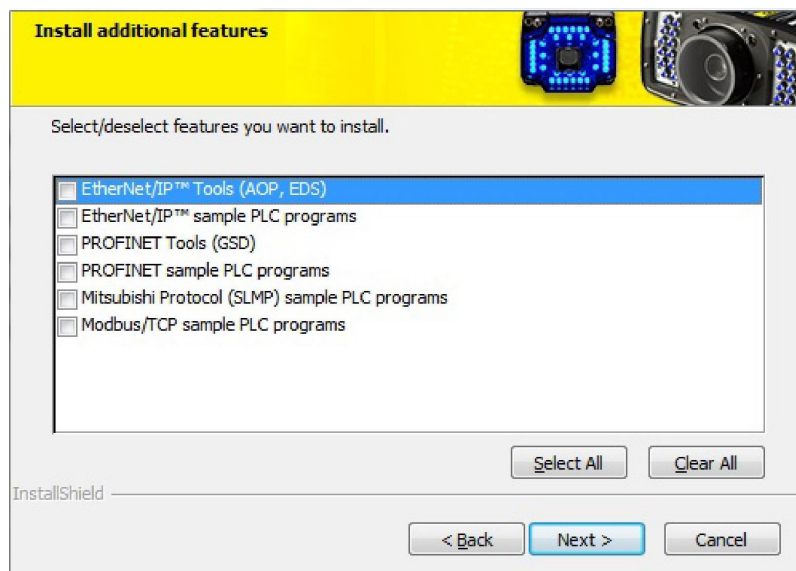 Install additional features
Select/deselect features you want to install.
EtherNet/IP™ Tools (AOP, EDS)
EtherNet/IP™ sample PLC programs
PROFINET Tools (GSD)
PROFINET sample PLC programs
Mitsubishi Protocol (SLMP) sample PLC programs
Modbus/TCP sample PLC programs
Select All Clear All
InstallShield
< Back Next > Cancel